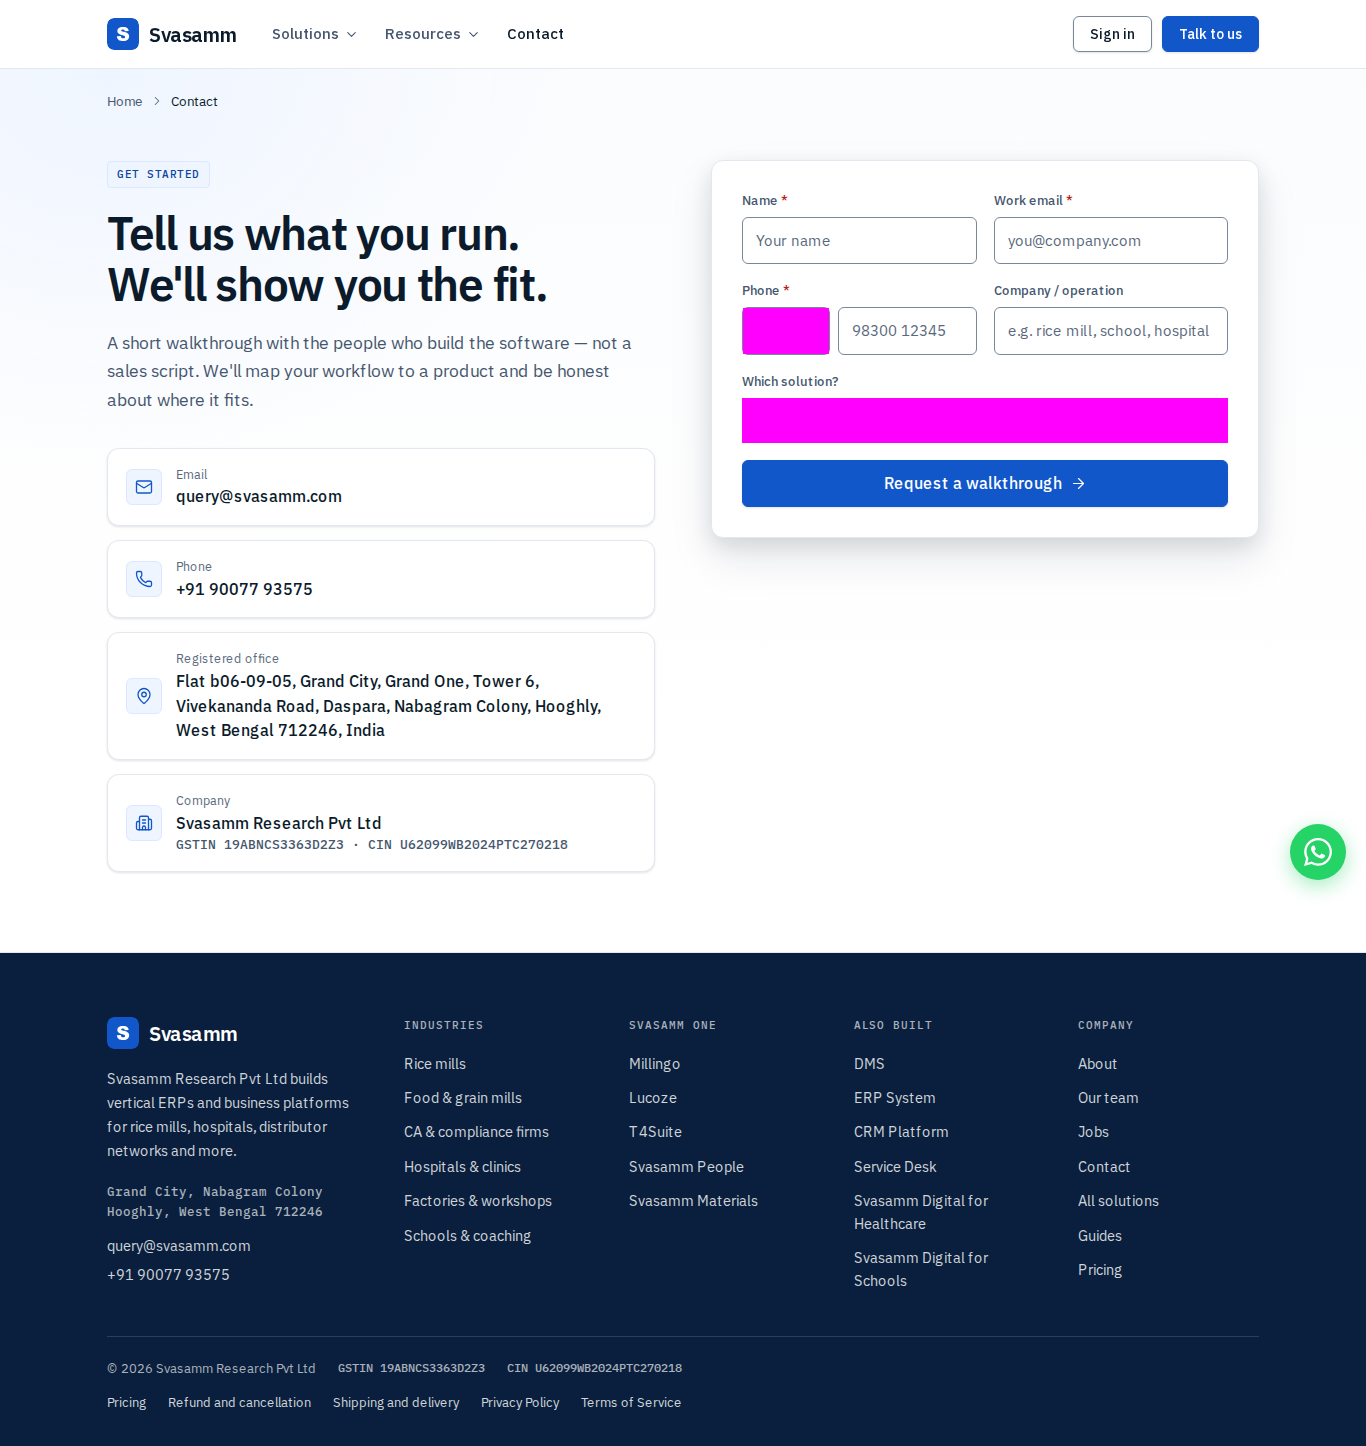 S Svasamm
Solutions
Resources
Contact
Sign in
Talk to us
Home
Contact
GET STARTED
Tell us what you run.
We'll show you the fit.
A short walkthrough with the people who build the software — not a
sales script. We'll map your workflow to a product and be honest
about where it fits.
Email
query@svasamm.com
Phone
+91 90077 93575
Registered office
Flat b06-09-05, Grand City, Grand One, Tower 6,
Vivekananda Road, Daspara, Nabagram Colony, Hooghly,
West Bengal 712246, India
Company
Svasamm Research Pvt Ltd
GSTIN 19ABNCS3363D2Z3 · CIN U62099WB2024PTC270218
Name *
Your name
Work email *
you@company.com
Phone *
98300 12345
Company / operation
e.g. rice mill, school, hospital
Which solution?
Request a walkthrough
S Svasamm
Svasamm Research Pvt Ltd builds
vertical ERPs and business platforms
for rice mills, hospitals, distributor
networks and more.
Grand City, Nabagram Colony
Hooghly, West Bengal 712246
query@svasamm.com
+91 90077 93575
INDUSTRIES
Rice mills
Food & grain mills
CA & compliance firms
Hospitals & clinics
Factories & workshops
Schools & coaching
SVASAMM ONE
Millingo
Lucoze
T4Suite
Svasamm People
Svasamm Materials
ALSO BUILT
DMS
ERP System
CRM Platform
Service Desk
Svasamm Digital for
Healthcare
Svasamm Digital for
Schools
COMPANY
About
Our team
Jobs
Contact
All solutions
Guides
Pricing
© 2026 Svasamm Research Pvt Ltd
GSTIN 19ABNCS3363D2Z3
CIN U62099WB2024PTC270218
Pricing
Refund and cancellation
Shipping and delivery
Privacy Policy
Terms of Service